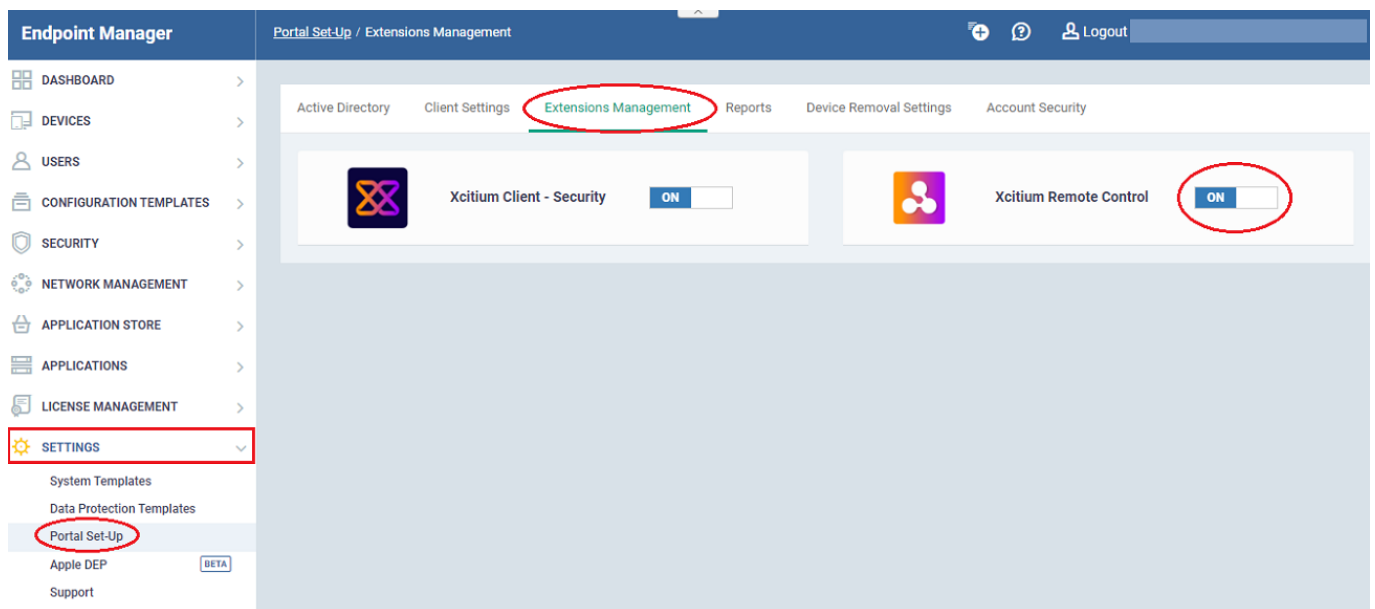 Endpoint Manager
Portal Set-Up / Extensions Management
Logout
DASHBOARD
DEVICES
USERS
CONFIGURATION TEMPLATES
SECURITY
NETWORK MANAGEMENT
APPLICATION STORE
APPLICATIONS
LICENSE MANAGEMENT
SETTINGS
System Templates
Data Protection Templates
Portal Set-Up
Apple DEP BETA
Support
Active Directory Client Settings Extensions Management Reports Device Removal Settings Account Security
Xcitium Client - Security ON
Xcitium Remote Control ON